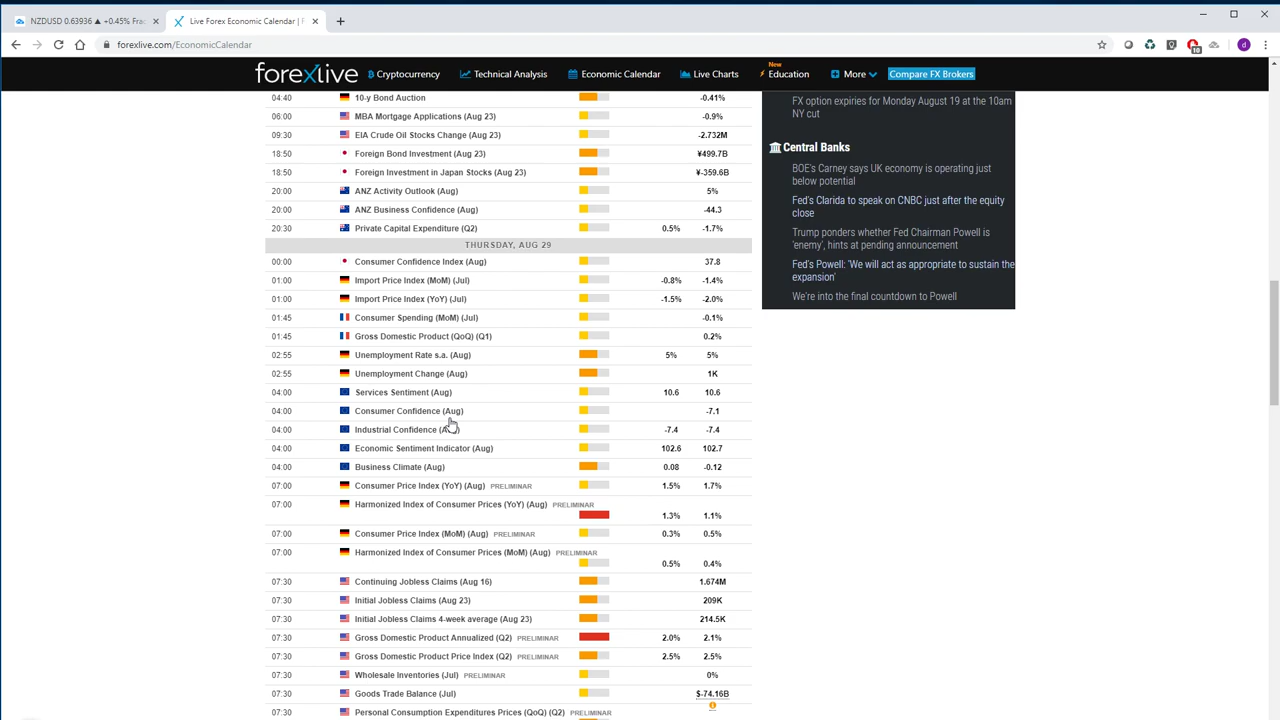 NZDUSD 0.63936 ▲ +0.45% Fra
Live Forex Economic Calendar | F
forexlive.com/EconomicCalendar
10
d
forexlive
Cryptocurrency
Technical Analysis
Economic Calendar
Live Charts
New
Education
More
Compare FX Brokers
04:40 10-y Bond Auction -0.41%
06:00 MBA Mortgage Applications (Aug 23) -0.9%
09:30 EIA Crude Oil Stocks Change (Aug 23) -2.732M
18:50 Foreign Bond Investment (Aug 23) ¥499.7B
18:50 Foreign Investment in Japan Stocks (Aug 23) ¥-359.6B
20:00 ANZ Activity Outlook (Aug) 5%
20:00 ANZ Business Confidence (Aug) -44.3
20:30 Private Capital Expenditure (Q2) 0.5% -1.7%
THURSDAY, AUG 29
00:00 Consumer Confidence Index (Aug) 37.8
01:00 Import Price Index (MoM) (Jul) -0.8% -1.4%
01:00 Import Price Index (YoY) (Jul) -1.5% -2.0%
01:45 Consumer Spending (MoM) (Jul) -0.1%
01:45 Gross Domestic Product (QoQ) (Q1) 0.2%
02:55 Unemployment Rate s.a. (Aug) 5% 5%
02:55 Unemployment Change (Aug) 1K
04:00 Services Sentiment (Aug) 10.6 10.6
04:00 Consumer Confidence (Aug) -7.1
04:00 Industrial Confidence (A -7.4 -7.4
04:00 Economic Sentiment Indicator (Aug) 102.6 102.7
04:00 Business Climate (Aug) 0.08 -0.12
07:00 Consumer Price Index (YoY) (Aug) PRELIMINAR 1.5% 1.7%
07:00 Harmonized Index of Consumer Prices (YoY) (Aug) PRELIMINAR
1.3% 1.1%
07:00 Consumer Price Index (MoM) (Aug) PRELIMINAR 0.3% 0.5%
07:00 Harmonized Index of Consumer Prices (MoM) (Aug) PRELIMINAR
0.5% 0.4%
07:30 Continuing Jobless Claims (Aug 16) 1.674M
07:30 Initial Jobless Claims (Aug 23) 209K
07:30 Initial Jobless Claims 4-week average (Aug 23) 214.5K
07:30 Gross Domestic Product Annualized (Q2) PRELIMINAR 2.0% 2.1%
07:30 Gross Domestic Product Price Index (Q2) PRELIMINAR 2.5% 2.5%
07:30 Wholesale Inventories (Jul) PRELIMINAR 0%
07:30 Goods Trade Balance (Jul) $-74.16B
07:30 Personal Consumption Expenditures Prices (QoQ) (Q2) PRELIMINAR
FX option expiries for Monday August 19 at the 10am
NY cut
Central Banks
BOE's Carney says UK economy is operating just
below potential
Fed's Clarida to speak on CNBC just after the equity
close
Trump ponders whether Fed Chairman Powell is
'enemy', hints at pending announcement
Fed's Powell: 'We will act as appropriate to sustain the
expansion'
We're into the final countdown to Powell